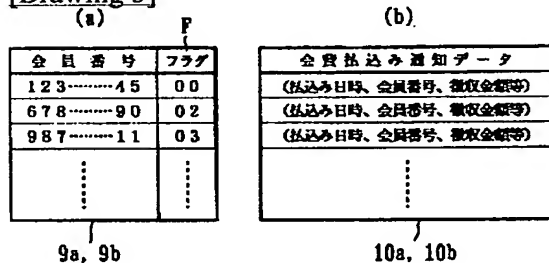 [Drawing 3]
(a)
F
会員番号 フラグ
123………45 00
678………90 02
987………11 03
9a, 9b
(b)
会費払込み通知データ
(払込み日時、会員番号、徴収金額等)
(払込み日時、会員番号、徴収金額等)
(払込み日時、会員番号、徴収金額等)
10a, 10b